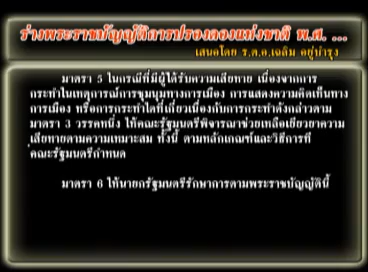 ร่างพระราชบัญญัติการปรองดองแห่งชาติ พ.ศ. ...
เสนอโดย ร.ต.อ.เฉลิม อยู่บำรุง
มาตรา 5 ในกรณีที่มีผู้ได้รับความเสียหาย เนื่องจากการ
กระทำในเหตุการณ์การชุมนุมทางการเมือง การแสดงความคิดเห็นทาง
การเมือง หรือการกระทำใดที่เกี่ยวเนื่องกับการกระทำดังกล่าวตาม
มาตรา 3 วรรคหนึ่ง ให้คณะรัฐมนตรีพิจารณาช่วยเหลือเยียวยาความ
เสียหายตามความเหมาะสม ทั้งนี้ ตามหลักเกณฑ์และวิธีการที่
คณะรัฐมนตรีกำหนด
มาตรา 6 ให้นายกรัฐมนตรีรักษาการตามพระราชบัญญัตินี้